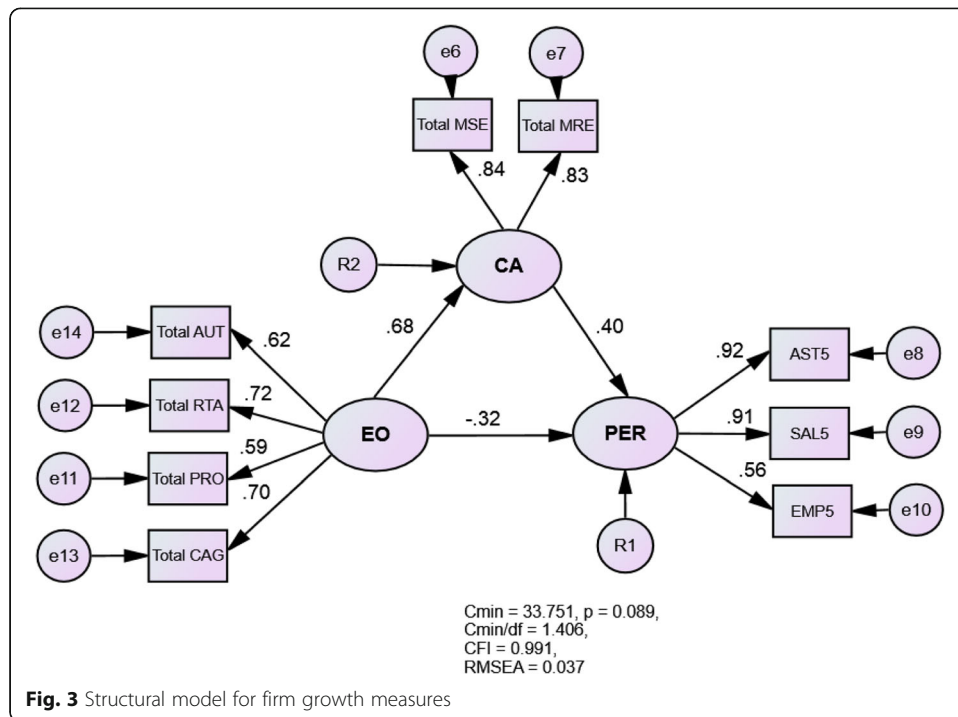 e6
e7
Total MSE
Total MRE
.84
.83
R2
CA
.68
.40
e14
Total AUT
.62
e12
Total RTA
.72
e11
Total PRO
.59
e13
Total CAG
.70
EO
-.32
PER
R1
.92
AST5
e8
.91
SAL5
e9
.56
EMP5
e10
Cmin = 33.751, p = 0.089,
Cmin/df = 1.406,
CFI = 0.991,
RMSEA = 0.037
Fig. 3 Structural model for firm growth measures